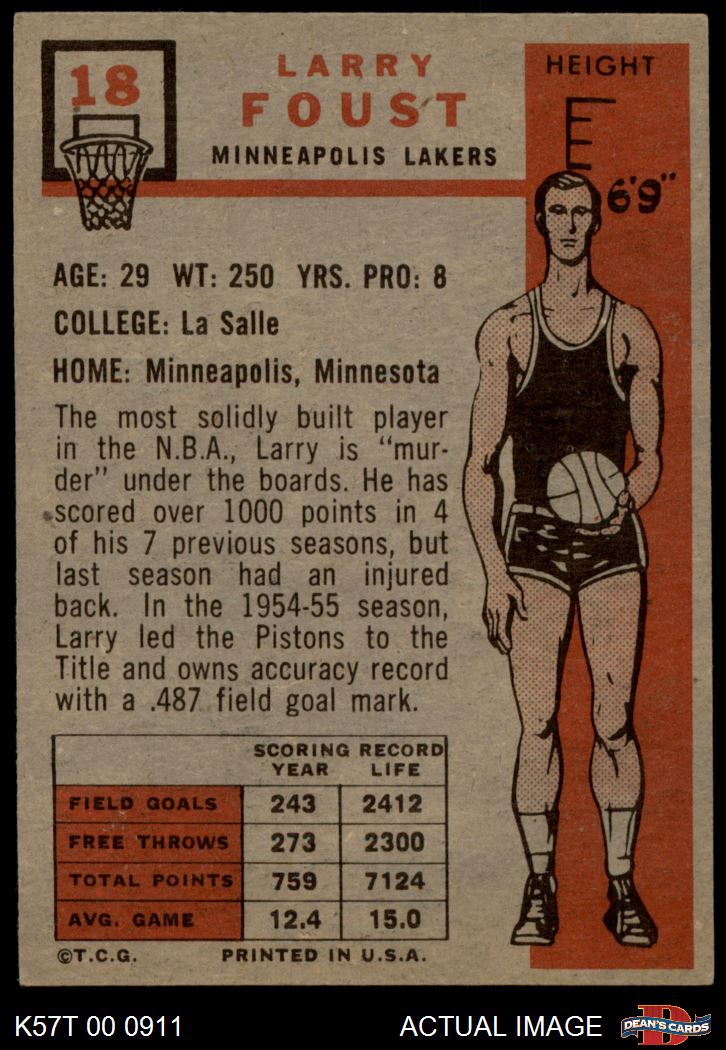 18
LARRY
FOUST
MINNEAPOLIS LAKERS
HEIGHT
6'9"
AGE: 29 WT: 250 YRS. PRO: 8
COLLEGE: La Salle
HOME: Minneapolis, Minnesota
The most solidly built player
in the N.B.A., Larry is "mur-
der" under the boards. He has
scored over 1000 points in 4
of his 7 previous seasons, but
last season had an injured
back. In the 1954-55 season,
Larry led the Pistons to the
Title and owns accuracy record
with a .487 field goal mark.
SCORING RECORD
YEAR LIFE
FIELD GOALS 243 2412
FREE THROWS 273 2300
TOTAL POINTS 759 7124
AVG. GAME 12.4 15.0
©T.C.G. PRINTED IN U.S.A.
K57T 00 0911 ACTUAL IMAGE
D
DEAN'S CARDS